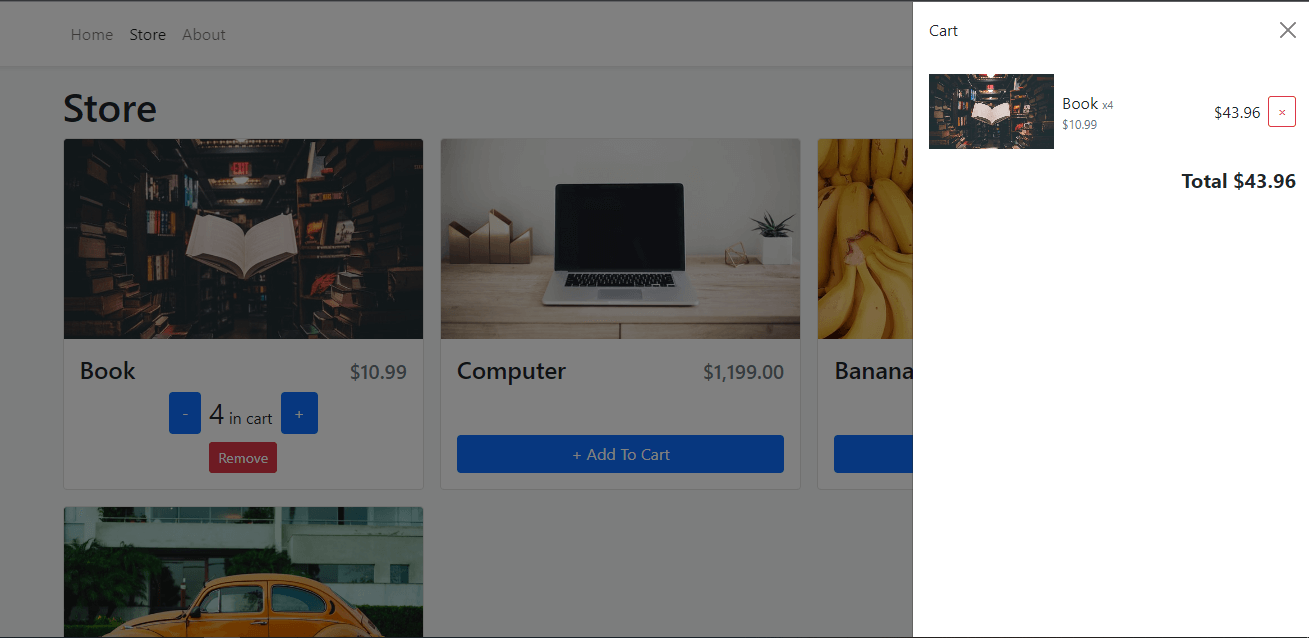 Home Store About
Cart
Store
EXIT
Book x4
$10.99
$43.96 ×
Total $43.96
Book $10.99
- 4 in cart +
Remove
Computer $1,199.00
+ Add To Cart
Banana